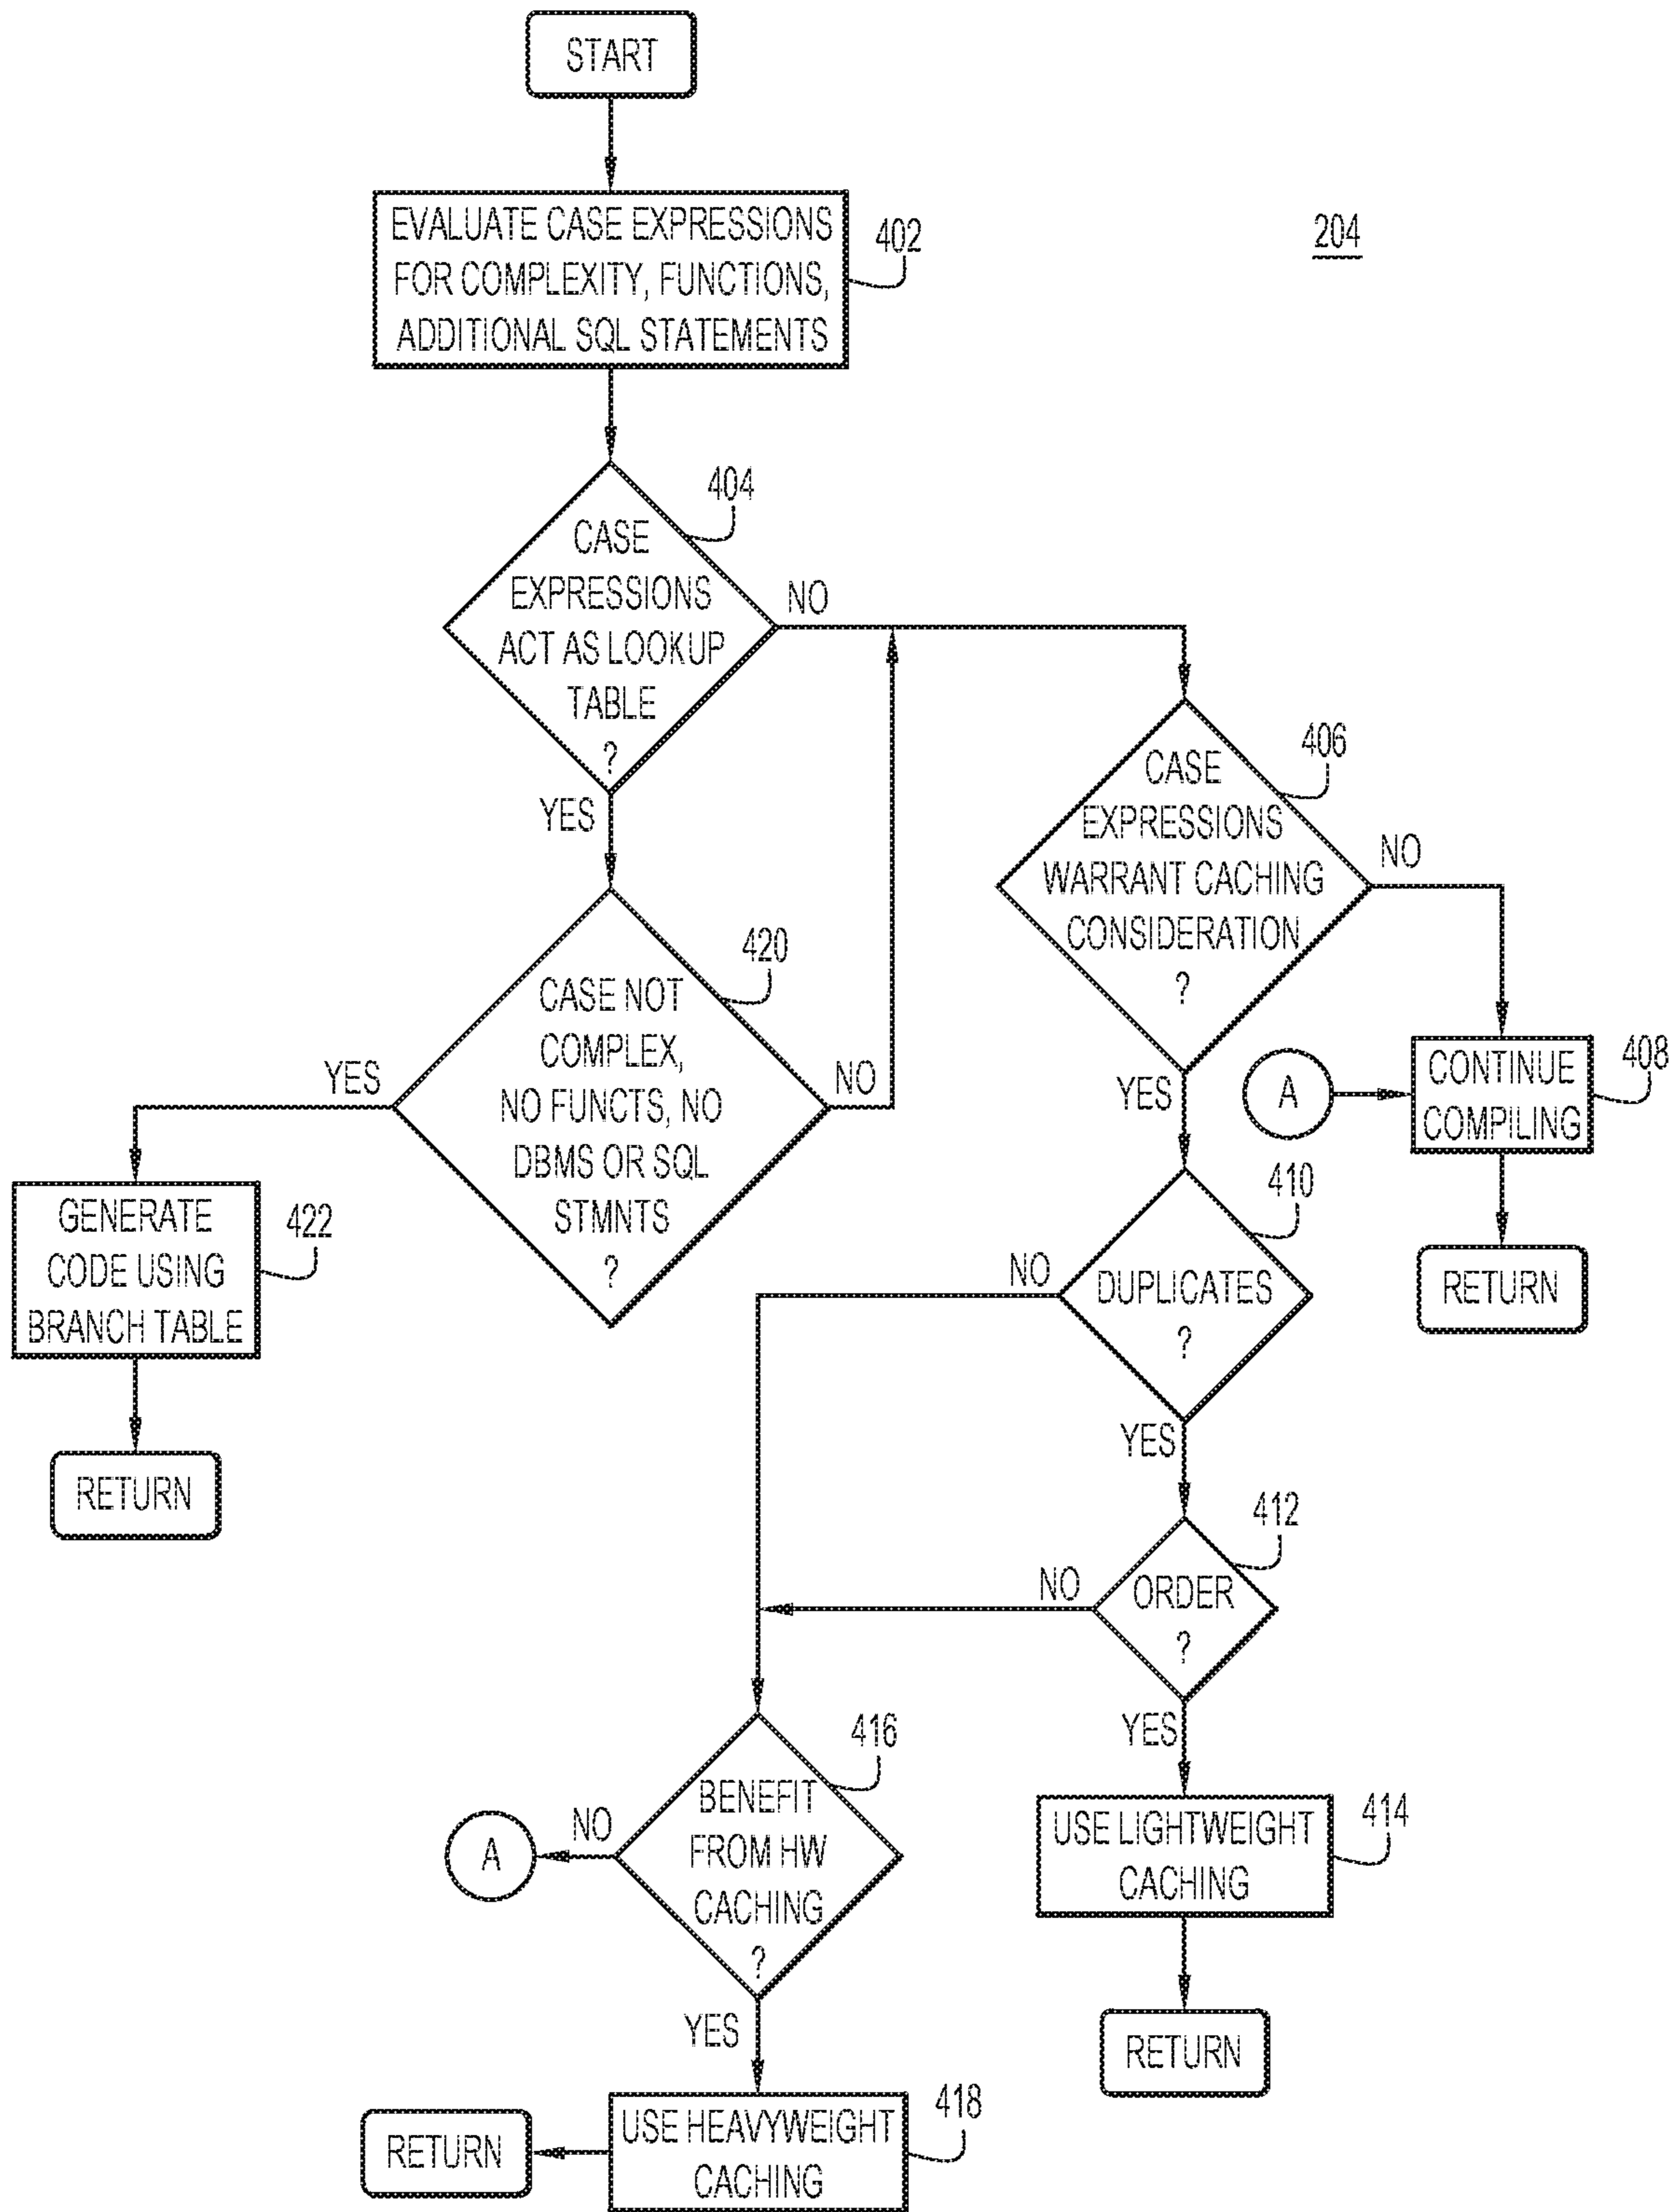 START
EVALUATE CASE EXPRESSIONS
FOR COMPLEXITY, FUNCTIONS,
ADDITIONAL SQL STATEMENTS
402
204
404
CASE
EXPRESSIONS
ACT AS LOOKUP
TABLE
?
NO
YES
406
CASE
EXPRESSIONS
WARRANT CACHING
CONSIDERATION
?
NO
YES
420
CASE NOT
COMPLEX,
NO FUNCTS, NO
DBMS OR SQL
STMNTS
?
YES
NO
A
CONTINUE
COMPILING
408
RETURN
GENERATE
CODE USING
BRANCH TABLE
422
RETURN
410
DUPLICATES
?
NO
YES
412
ORDER
?
NO
YES
416
BENEFIT
FROM HW
CACHING
?
NO
A
YES
USE LIGHTWEIGHT
CACHING
414
RETURN
USE HEAVYWEIGHT
CACHING
418
RETURN